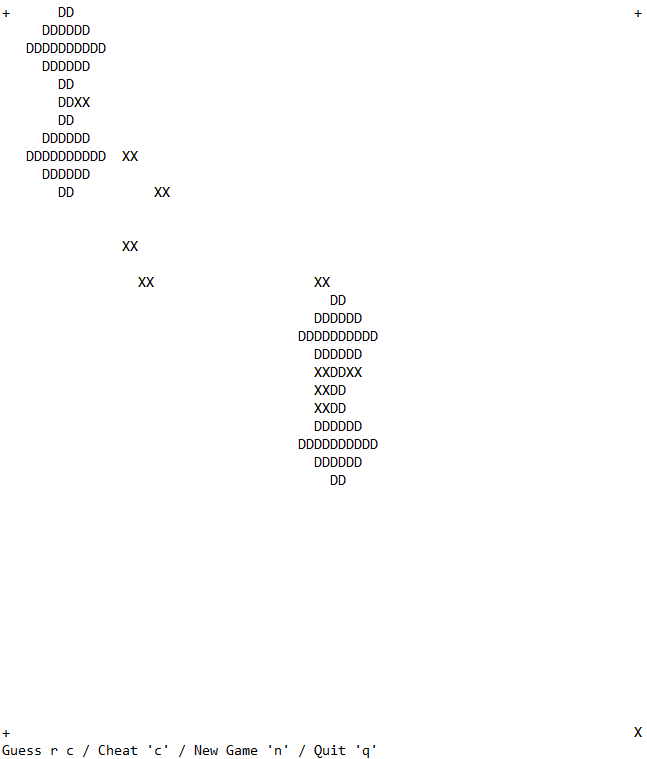 +      DD                                                                      +
     DDDDDD
   DDDDDDDDDD
     DDDDDD
       DD
       DDXX
       DD
     DDDDDD
   DDDDDDDDDD  XX
     DDDDDD
       DD          XX


               XX

                 XX                    XX
                                         DD
                                       DDDDDD
                                     DDDDDDDDDD
                                       DDDDDD
                                       XXDDXX
                                       XXDD
                                       XXDD
                                       DDDDDD
                                     DDDDDDDDDD
                                       DDDDDD
                                         DD













+                                                                              X
Guess r c / Cheat 'c' / New Game 'n' / Quit 'q'